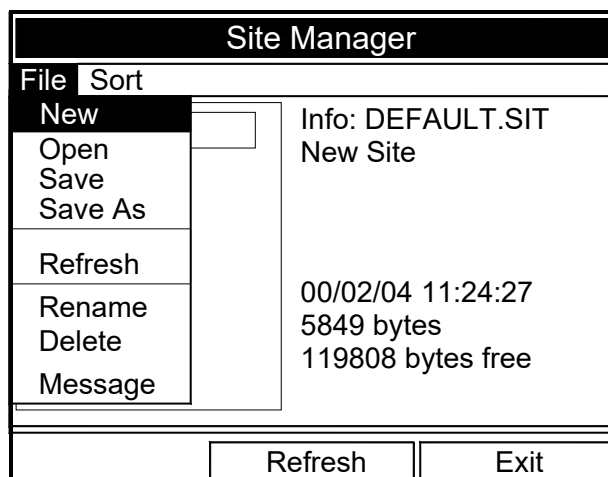 Site Manager
File Sort
New
Open
Save
Save As
Refresh
Rename
Delete
Message
Info: DEFAULT.SIT
New Site
00/02/04 11:24:27
5849 bytes
119808 bytes free
Refresh
Exit